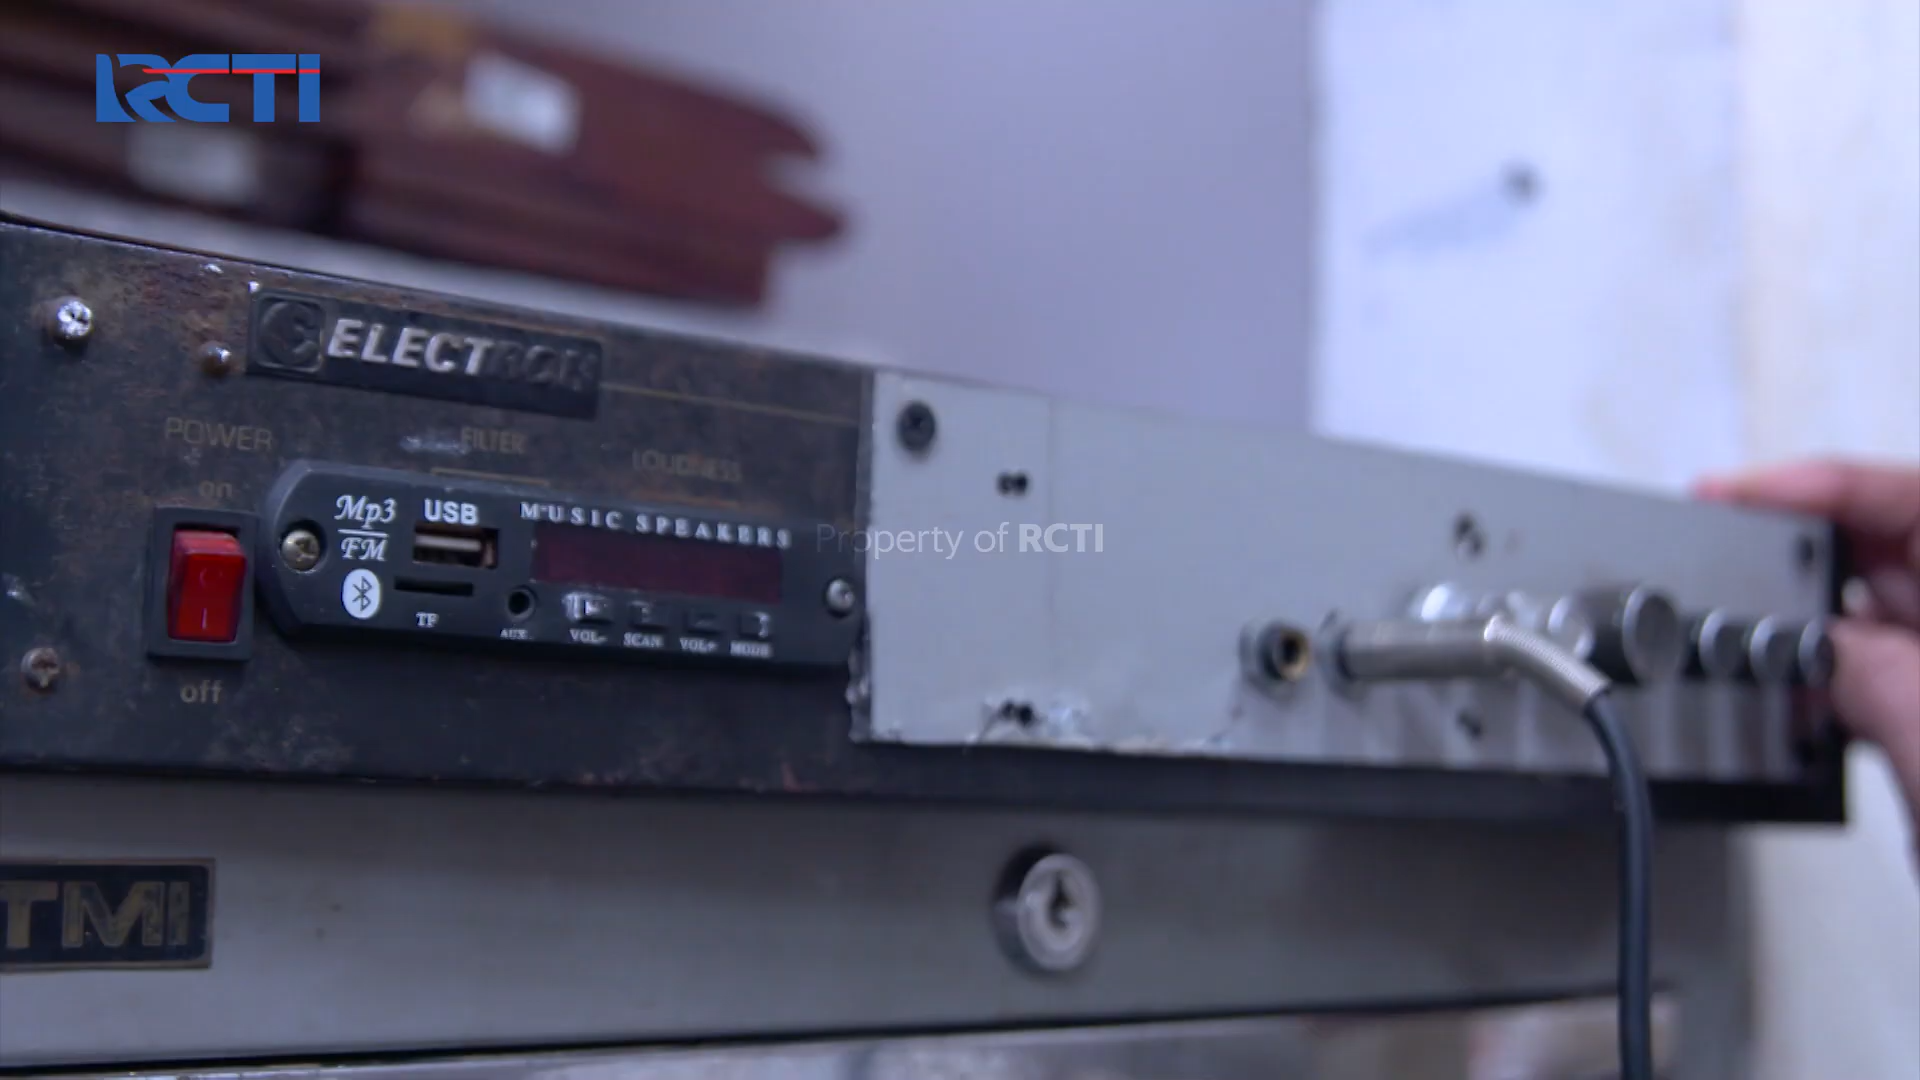 RCTI
ELECTRON
POWER
FILTER
LOUDNESS
on
Mp3
FM
USB
MUSIC SPEAKERS
Property of RCTI
TF
AUX
VOL-
SCAN
VOL+
MODE
off
TMI